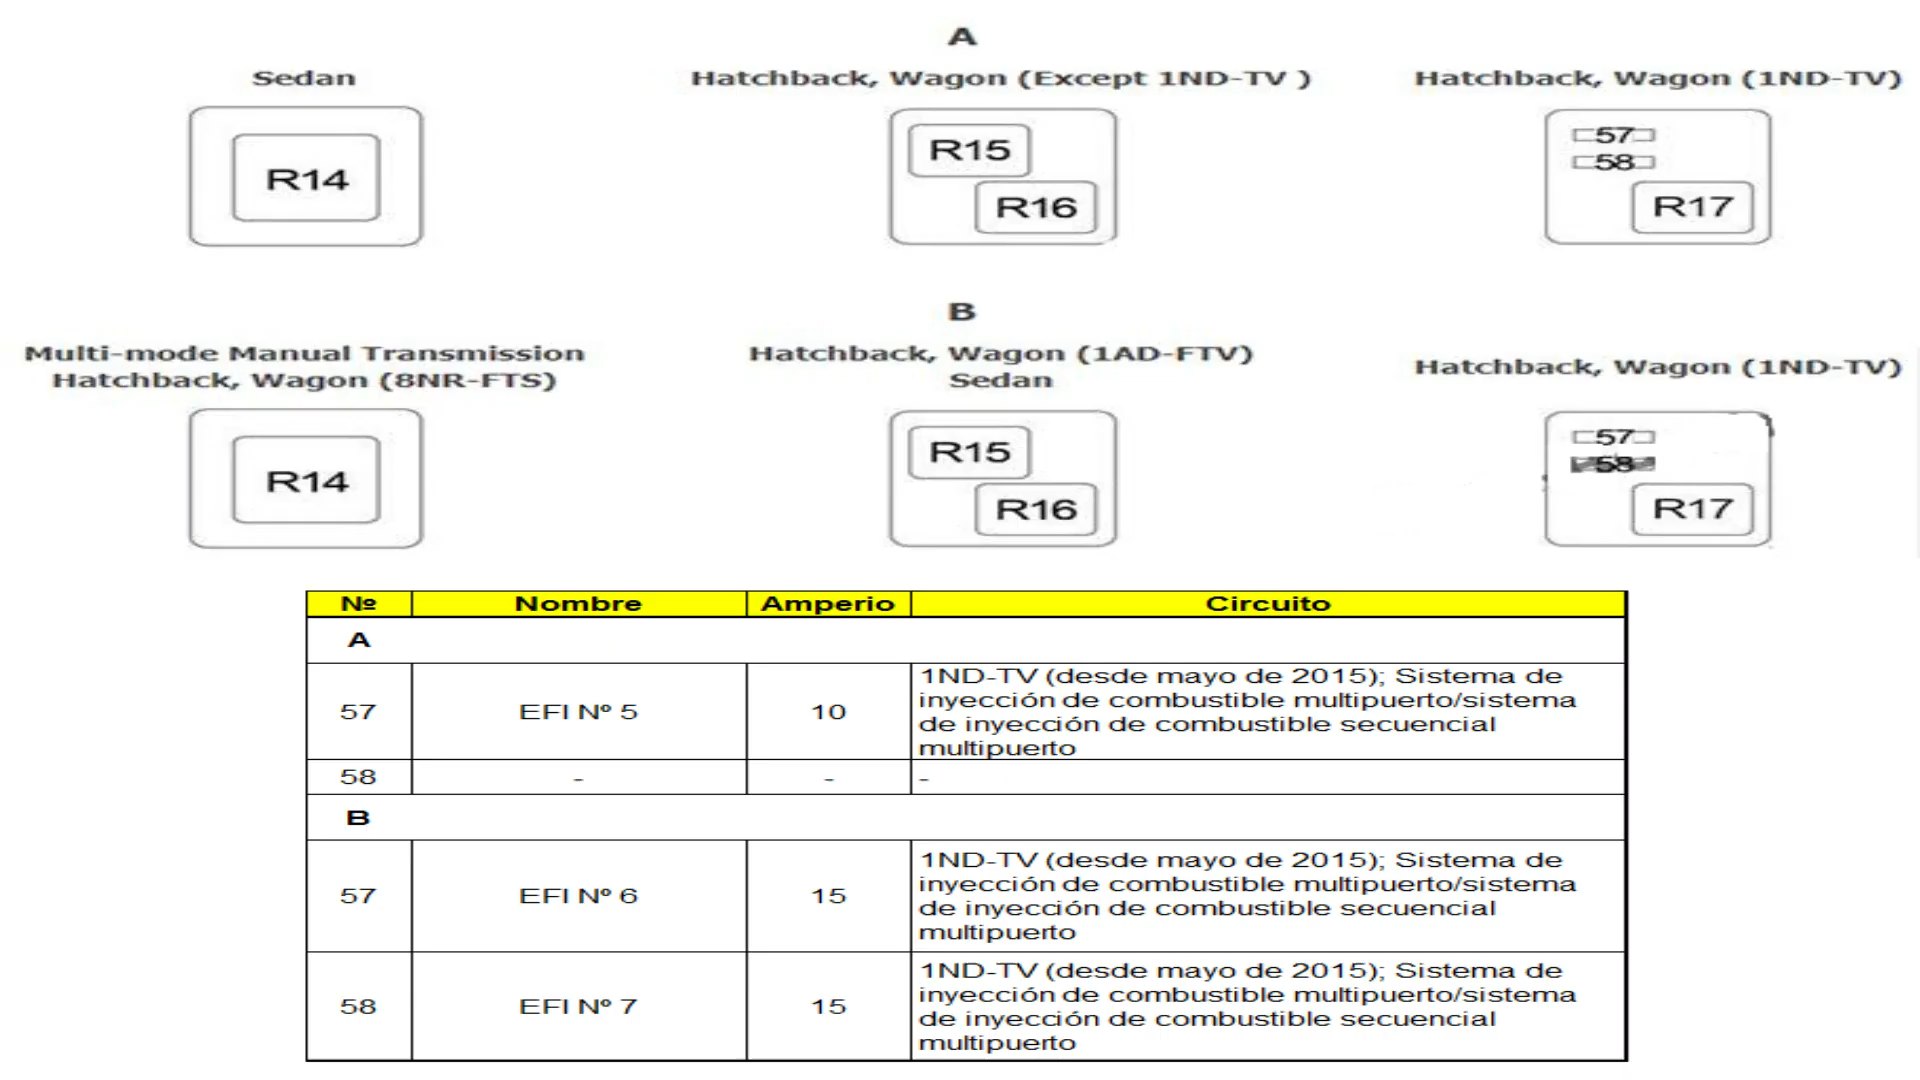 A
Sedan
Hatchback, Wagon (Except 1ND-TV )
Hatchback, Wagon (1ND-TV)
R14
R15
R16
57
58
R17
B
Multi-mode Manual Transmission
Hatchback, Wagon (8NR-FTS)
Hatchback, Wagon (1AD-FTV)
Sedan
Hatchback, Wagon (1ND-TV)
R14
R15
R16
57
58
R17
Nº Nombre Amperio Circuito
A
57 EFI Nº 5 10 1ND-TV (desde mayo de 2015); Sistema de
inyección de combustible multipuerto/sistema
de inyección de combustible secuencial
multipuerto
58 - - -
B
57 EFI Nº 6 15 1ND-TV (desde mayo de 2015); Sistema de
inyección de combustible multipuerto/sistema
de inyección de combustible secuencial
multipuerto
58 EFI Nº 7 15 1ND-TV (desde mayo de 2015); Sistema de
inyección de combustible multipuerto/sistema
de inyección de combustible secuencial
multipuerto